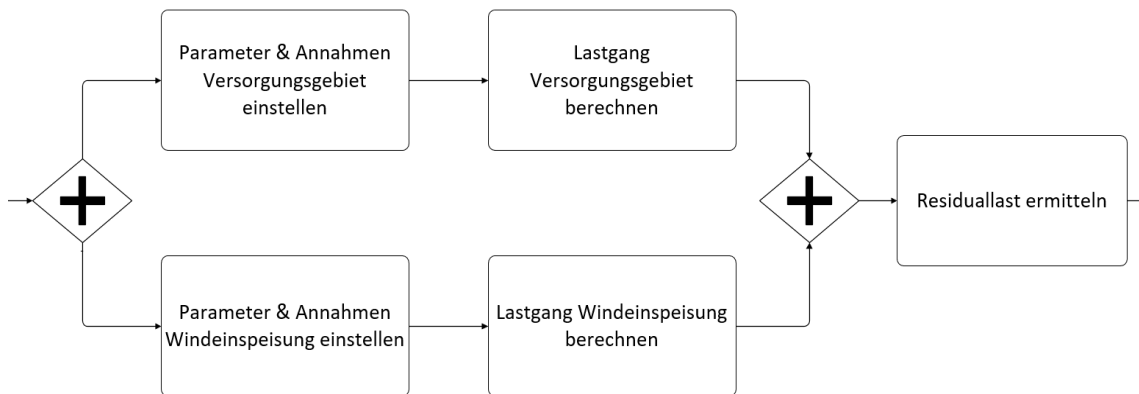 Parameter & Annahmen
Versorgungsgebiet
einstellen
Lastgang
Versorgungsgebiet
berechnen
Residuallast ermitteln
Parameter & Annahmen
Windeinspeisung einstellen
Lastgang Windeinspeisung
berechnen